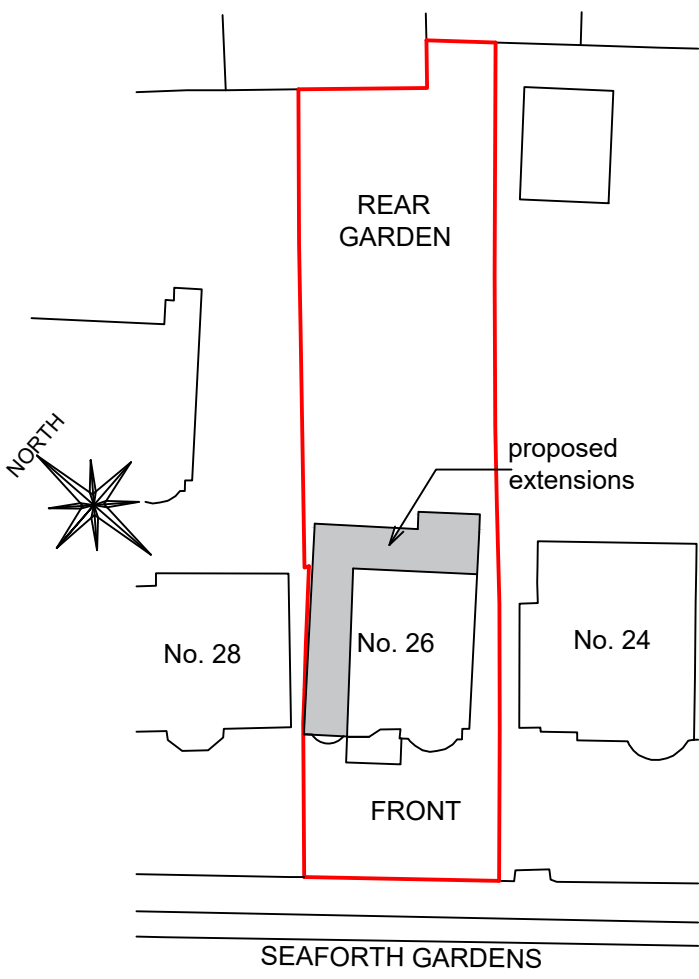 REAR
GARDEN
NORTH
proposed
extensions
No. 28
No. 26
No. 24
FRONT
SEAFORTH GARDENS